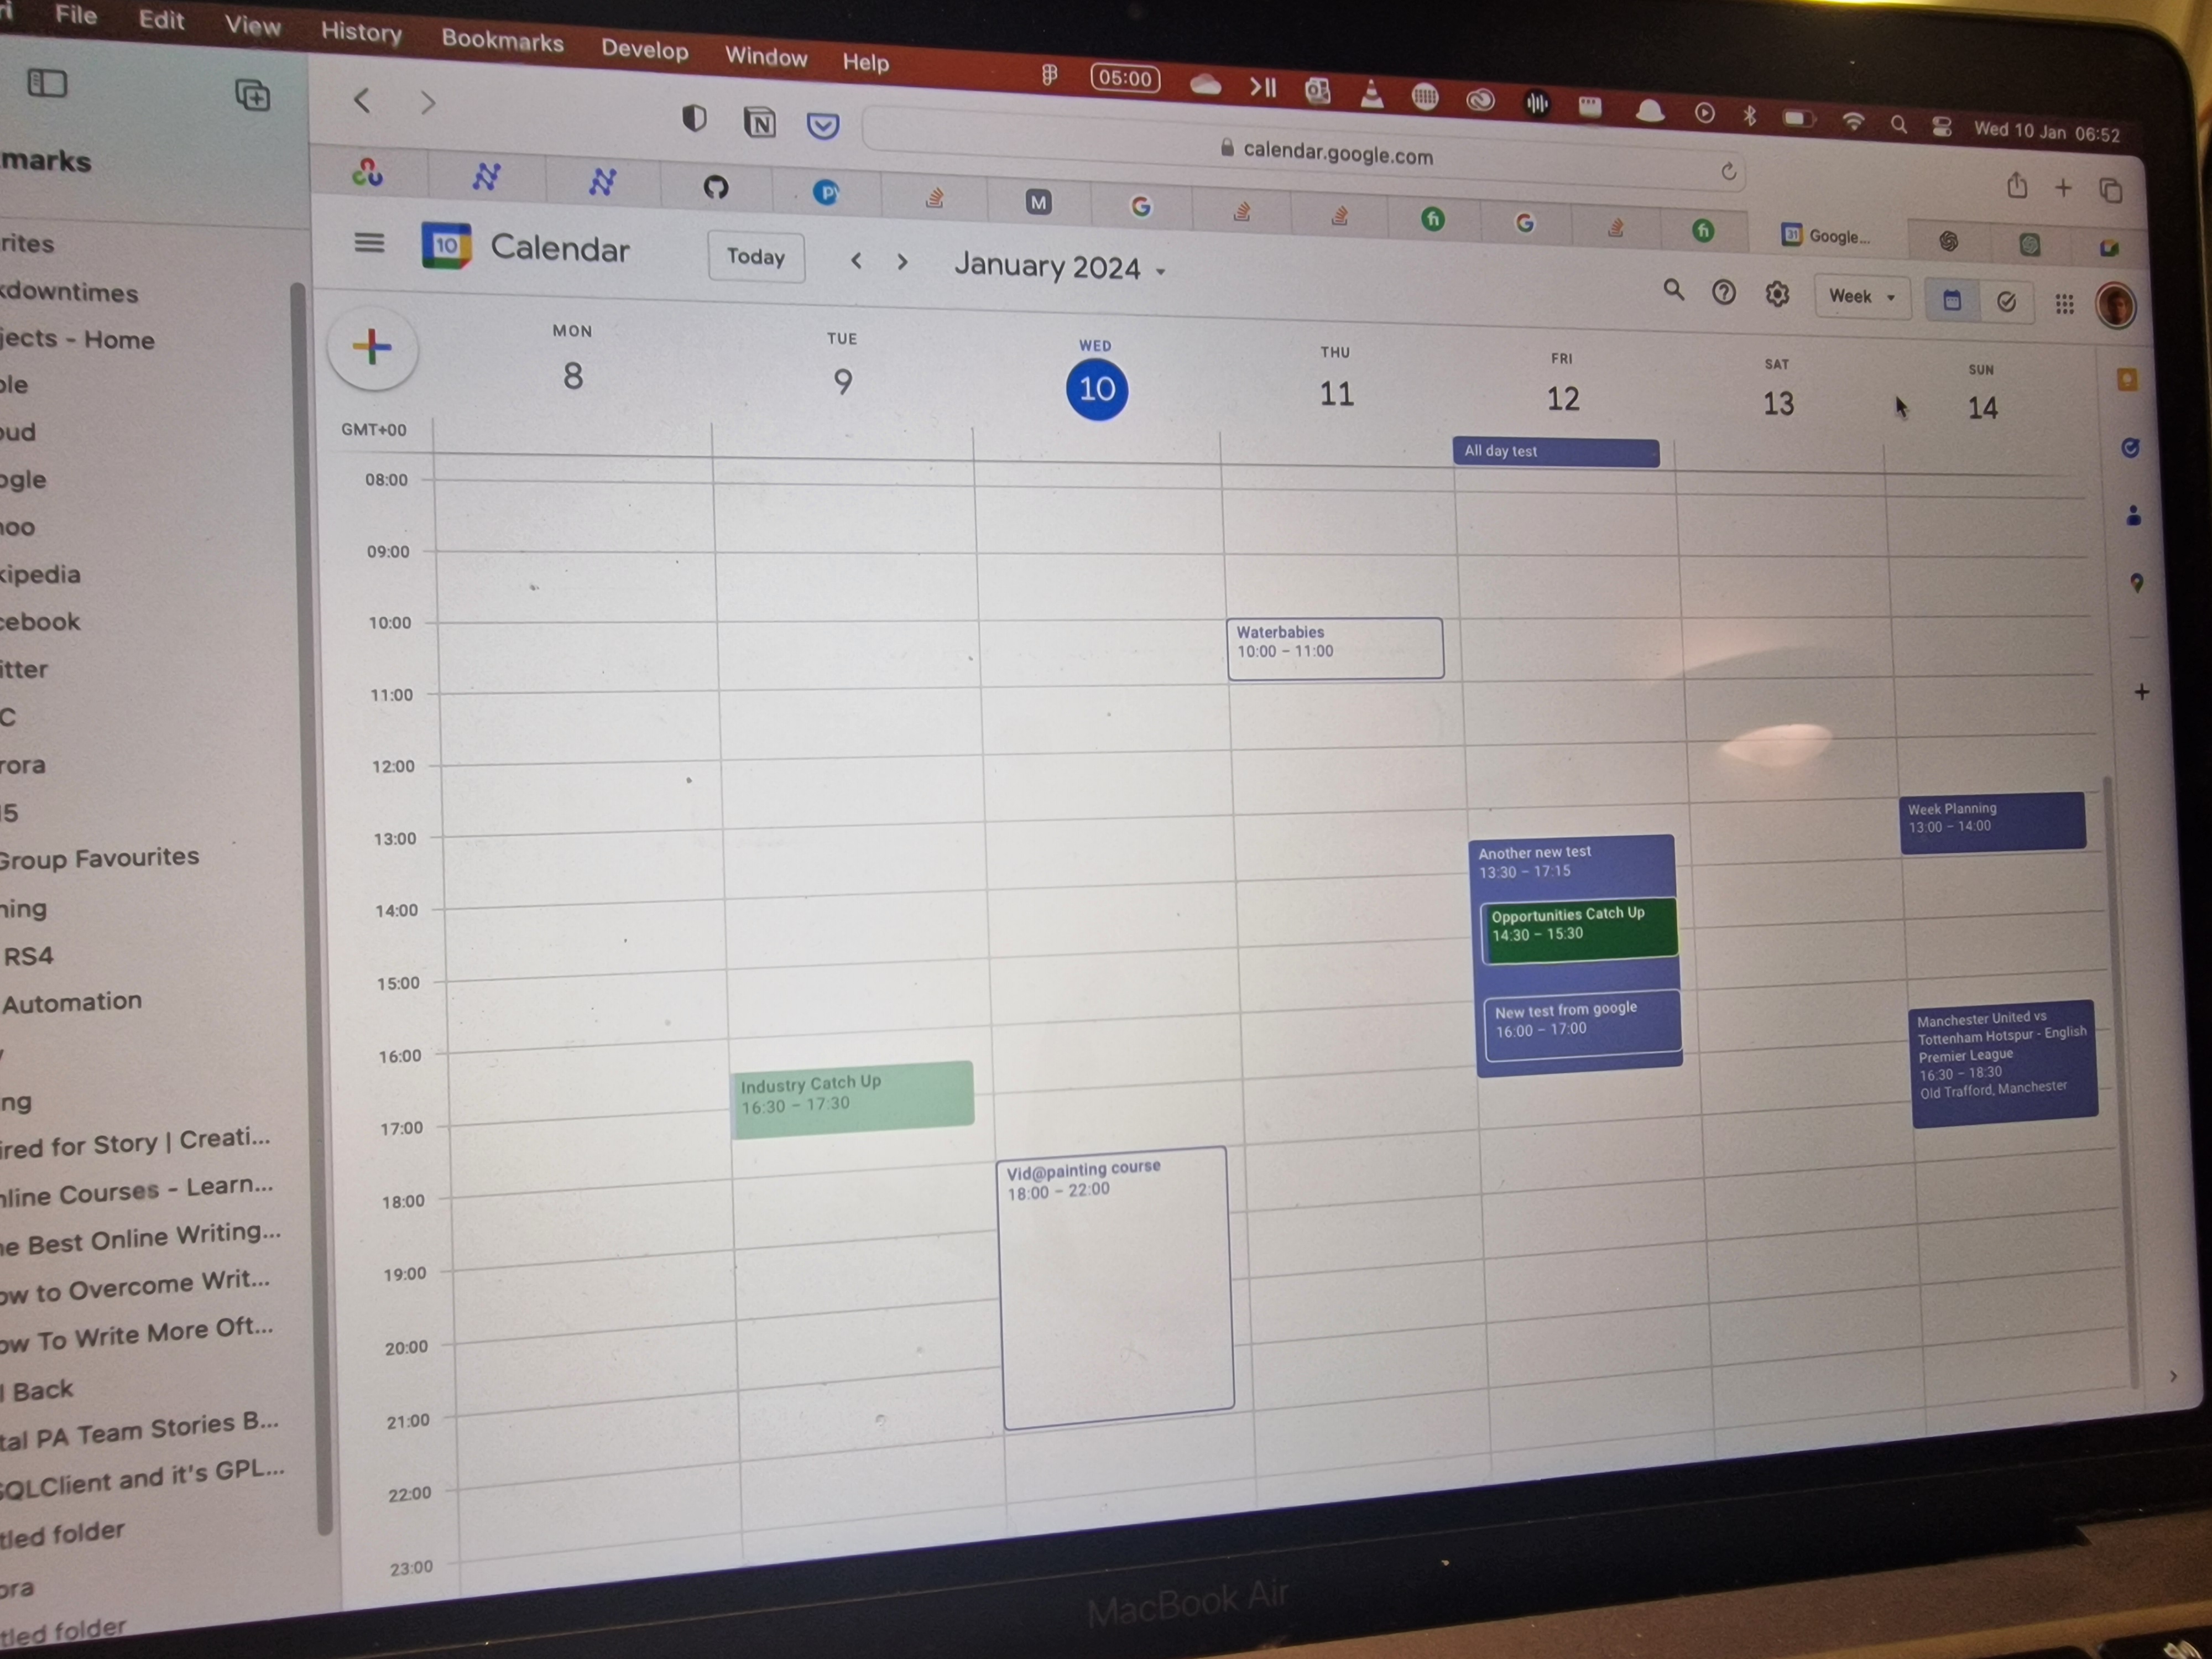 File Edit View History Bookmarks Develop Window Help 05:00 Wed 10 Jan 06:52
calendar.google.com
marks
Google...
10 Calendar Today January 2024 Week
MON TUE WED THU FRI SAT SUN
8 9 10 11 12 13 14
GMT+00
All day test
08:00
09:00
10:00
11:00
12:00
13:00
14:00
15:00
16:00
17:00
18:00
19:00
20:00
21:00
22:00
23:00
Industry Catch Up
16:30 – 17:30
Vid@painting course
18:00 – 22:00
Waterbabies
10:00 – 11:00
Another new test
13:30 – 17:15
Opportunities Catch Up
14:30 – 15:30
New test from google
16:00 – 17:00
Week Planning
13:00 – 14:00
Manchester United vs
Tottenham Hotspur - English
Premier League
16:30 – 18:30
Old Trafford, Manchester
rites
kdowntimes
jects - Home
ple
oud
ogle
hoo
kipedia
cebook
itter
C
rora
15
Group Favourites
ning
RS4
Automation
ng
ired for Story | Creati...
nline Courses - Learn...
he Best Online Writing...
ow to Overcome Writ...
ow To Write More Oft...
l Back
tal PA Team Stories B...
SQLClient and it's GPL...
tled folder
ora
tled folder
MacBook Air